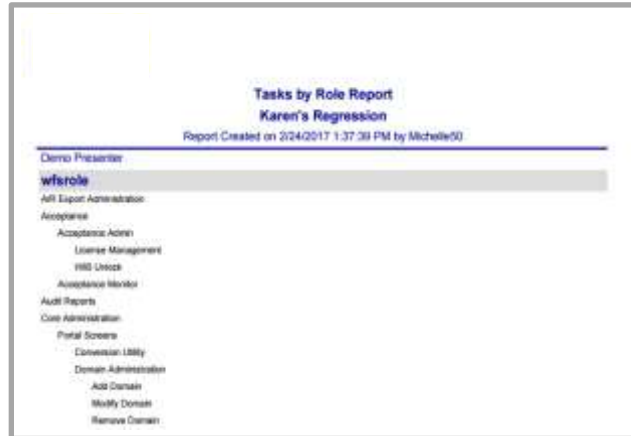 Tasks by Role Report
Karen's Regression
Report Created on 2/24/2017 1:37:39 PM by Michelle50
Demo Presenter
wfsrole
A/R Export Administration
Acceptance
Acceptance Admin
License Management
Unlock
Acceptance Monitor
Audit Reports
Core Administration
Portal Screens
Conversion Utility
Domain Administration
Add Domain
Modify Domain
Remove Domain